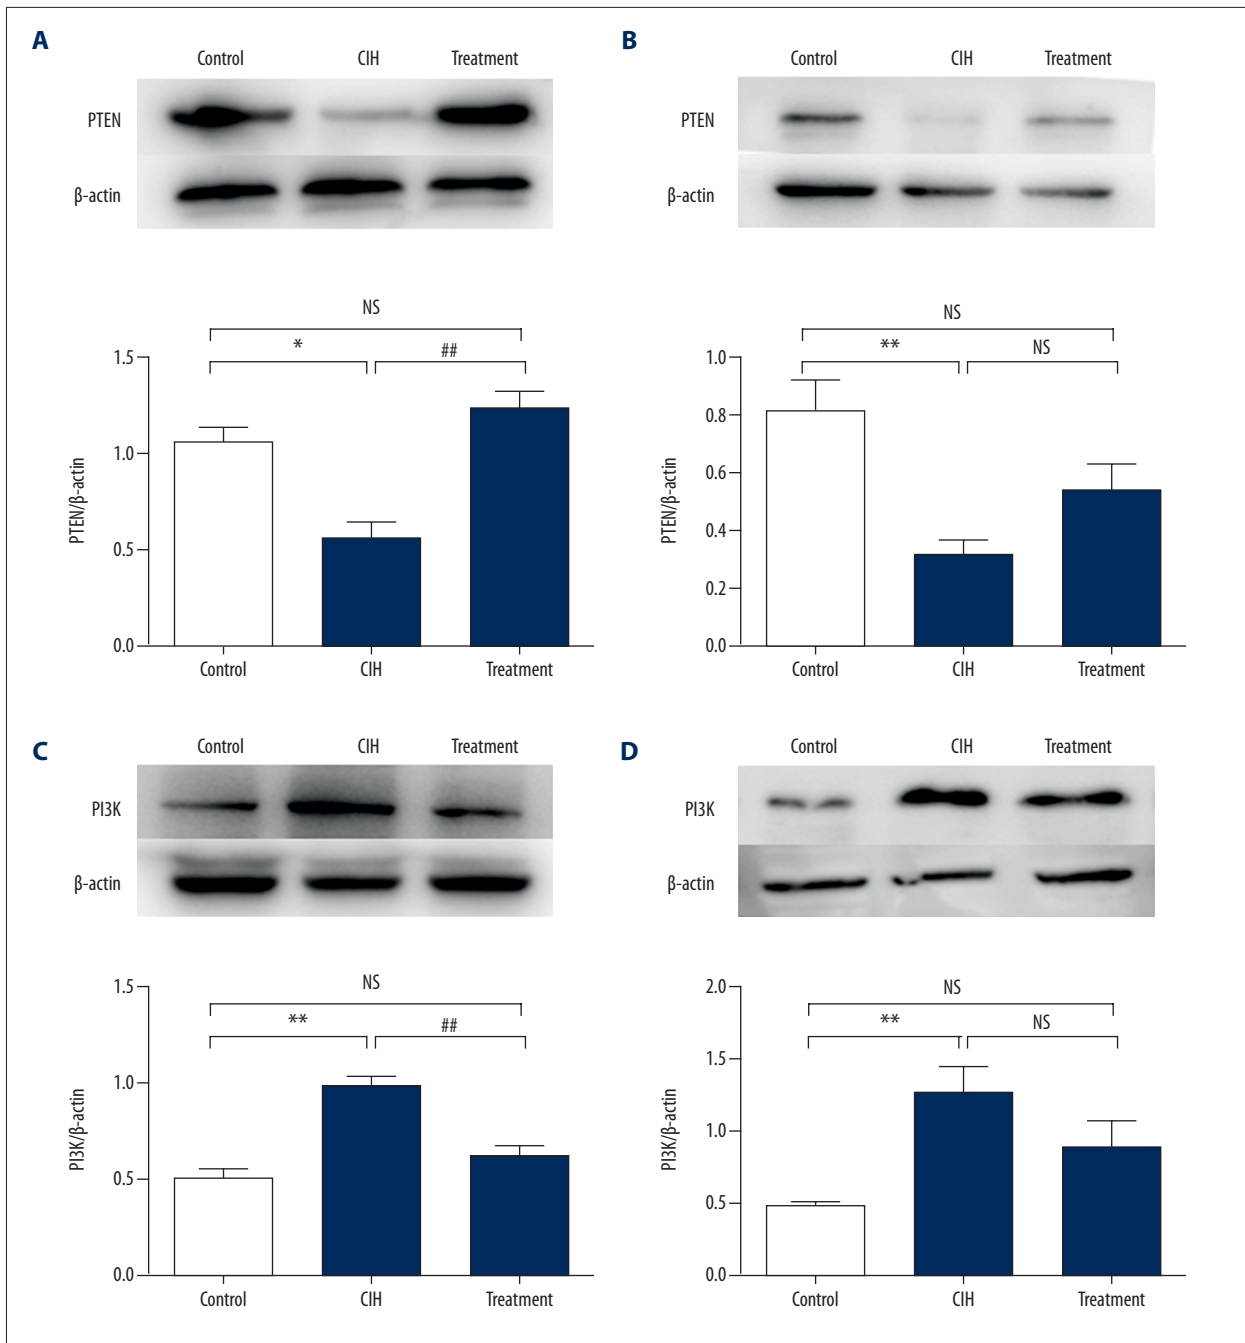 A
Control CIH Treatment
PTEN
β-actin
NS
* ##
1.5
1.0
0.5
0.0
PTEN/β-actin
Control CIH Treatment
B
Control CIH Treatment
PTEN
β-actin
NS
** NS
1.0
0.8
0.6
0.4
0.2
0.0
PTEN/β-actin
Control CIH Treatment
C
Control CIH Treatment
PI3K
β-actin
NS
** ##
1.5
1.0
0.5
0.0
PI3K/β-actin
Control CIH Treatment
D
Control CIH Treatment
PI3K
β-actin
NS
** NS
2.0
1.5
1.0
0.5
0.0
PI3K/β-actin
Control CIH Treatment